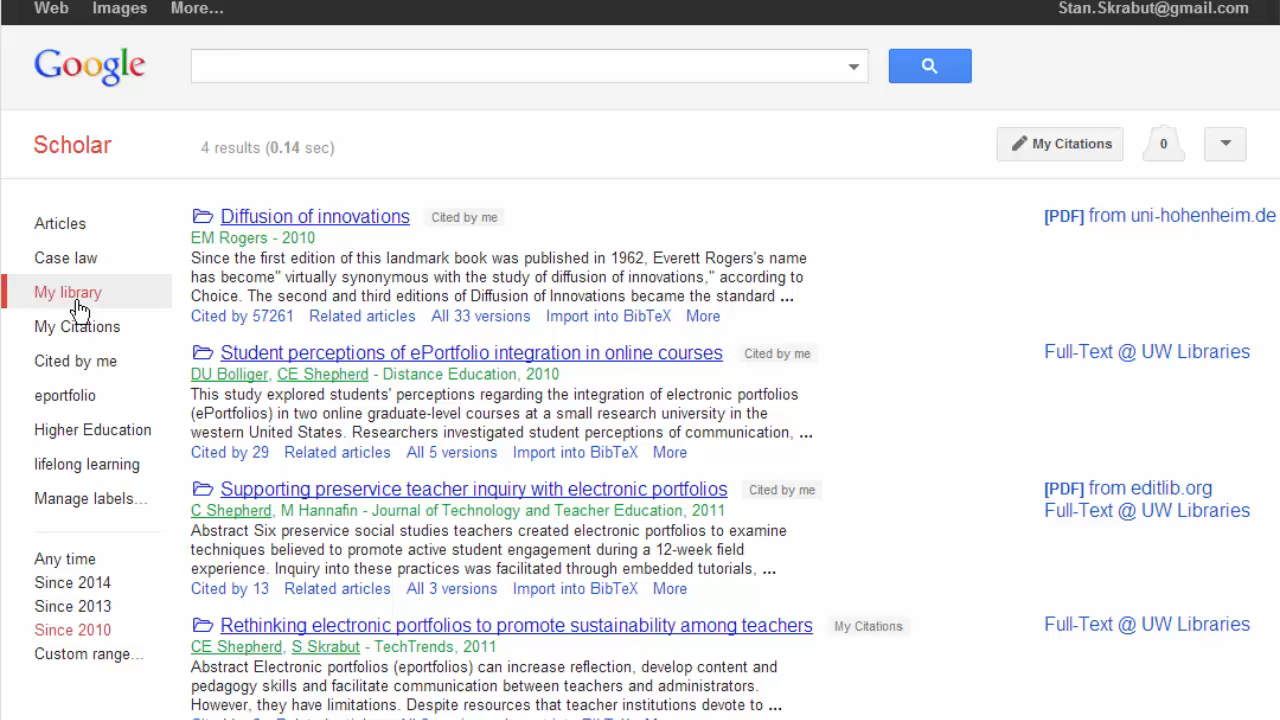 Web Images More... Stan.Skrabut@gmail.com
Google
Scholar 4 results (0.14 sec) My Citations 0
Articles
Case law
My library
My Citations
Cited by me
eportfolio
Higher Education
lifelong learning
Manage labels...
Any time
Since 2014
Since 2013
Since 2010
Custom range...
Diffusion of innovations Cited by me
[PDF] from uni-hohenheim.de
EM Rogers - 2010
Since the first edition of this landmark book was published in 1962, Everett Rogers's name
has become" virtually synonymous with the study of diffusion of innovations," according to
Choice. The second and third editions of Diffusion of Innovations became the standard ...
Cited by 57261 Related articles All 33 versions Import into BibTeX More
Student perceptions of ePortfolio integration in online courses Cited by me
Full-Text @ UW Libraries
DU Bolliger, CE Shepherd - Distance Education, 2010
This study explored students' perceptions regarding the integration of electronic portfolios
(ePortfolios) in two online graduate-level courses at a small research university in the
western United States. Researchers investigated student perceptions of communication, ...
Cited by 29 Related articles All 5 versions Import into BibTeX More
Supporting preservice teacher inquiry with electronic portfolios Cited by me
[PDF] from editlib.org
Full-Text @ UW Libraries
C Shepherd, M Hannafin - Journal of Technology and Teacher Education, 2011
Abstract Six preservice social studies teachers created electronic portfolios to examine
techniques believed to promote active student engagement during a 12-week field
experience. Inquiry into these practices was facilitated through embedded tutorials, ...
Cited by 13 Related articles All 3 versions Import into BibTeX More
Rethinking electronic portfolios to promote sustainability among teachers My Citations
Full-Text @ UW Libraries
CE Shepherd, S Skrabut - TechTrends, 2011
Abstract Electronic portfolios (eportfolios) can increase reflection, develop content and
pedagogy skills and facilitate communication between teachers and administrators.
However, they have limitations. Despite resources that teacher institutions devote to ...